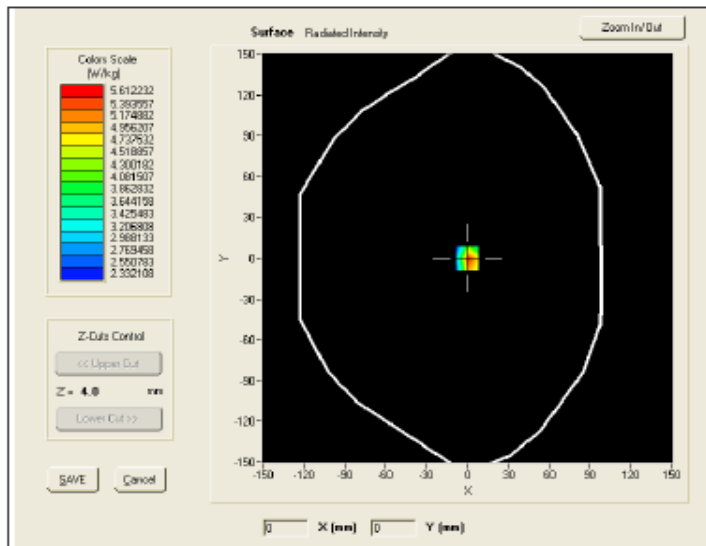 Surface Radiated Intensity
Zoom In/Out
Colors Scale
(W/kg)
5.612232
5.393557
5.174882
4.956207
4.737532
4.518857
4.300182
4.081507
3.862832
3.644158
3.425483
3.206808
2.988133
2.769458
2.550783
2.332108
Z-Cuts Control
<< Upper Cut
Z = 4.0 mm
Lower Cut >>
SAVE Cancel
150
120
90
60
30
0
-30
-60
-90
-120
-150
Y
-150 -120 -90 -60 -30 0 30 60 90 120 150
X
0 X (mm) 0 Y (mm)